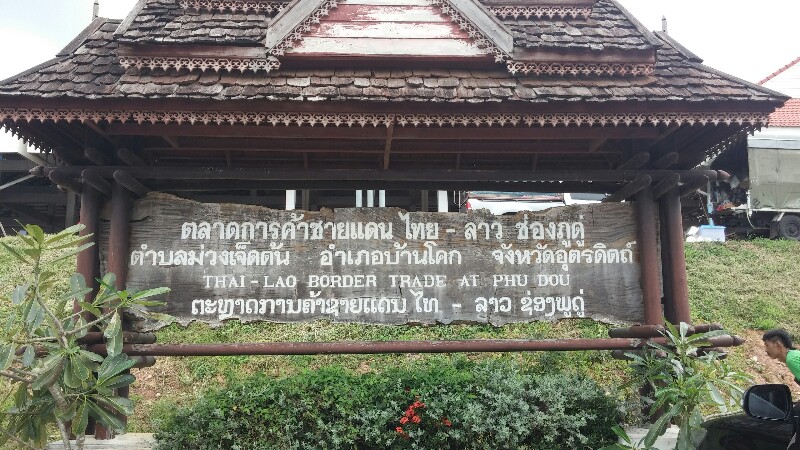 ตลาดการค้าชายแดน ไทย - ลาว ช่องภูดู่
ตำบลม่วงเจ็ดต้น อำเภอบ้านโคก จังหวัดอุตรดิตถ์
THAI - LAO BORDER TRADE AT PHU DOU
ຕະຫຼາດການຄ້າຊາຍແດນ ໄທ - ລາວ ຊ່ອງພູດູ່